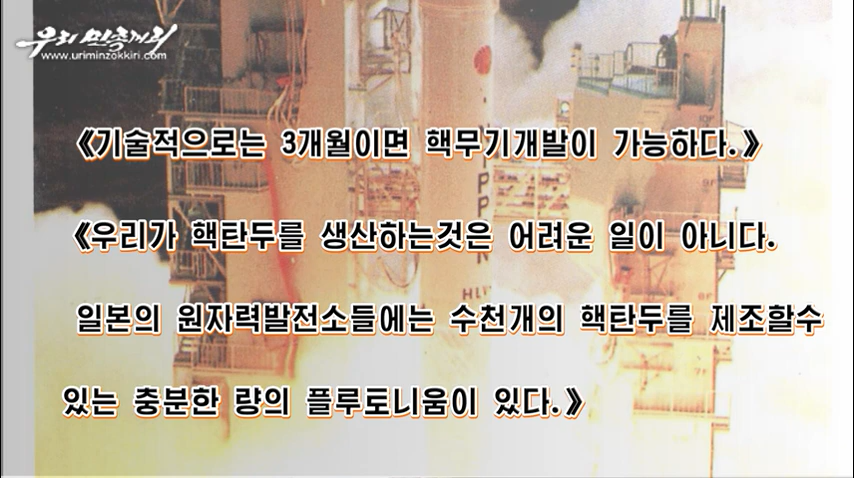 우리민족끼리
www.uriminzokkiri.com
《기술적으로는 3개월이면 핵무기개발이 가능하다.》
《우리가 핵탄두를 생산하는것은 어려운 일이 아니다.
일본의 원자력발전소들에는 수천개의 핵탄두를 제조할수
있는 충분한 량의 플루토니움이 있다.》